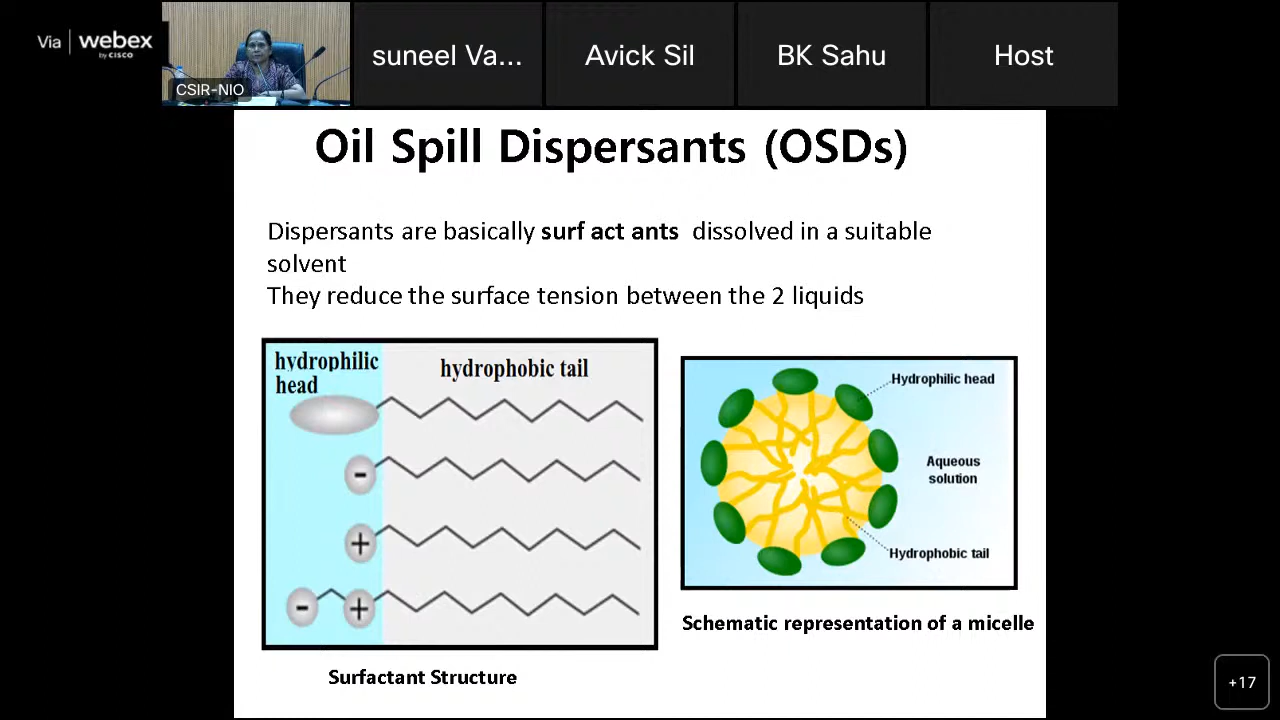 Via | webex
by CISCO
CSIR-NIO
suneel Va...
Avick Sil
BK Sahu
Host
Oil Spill Dispersants (OSDs)
Dispersants are basically surf act ants dissolved in a suitable
solvent
They reduce the surface tension between the 2 liquids
hydrophilic
head
hydrophobic tail
-
+
- +
Surfactant Structure
Hydrophilic head
Aqueous
solution
Hydrophobic tail
Schematic representation of a micelle
+17